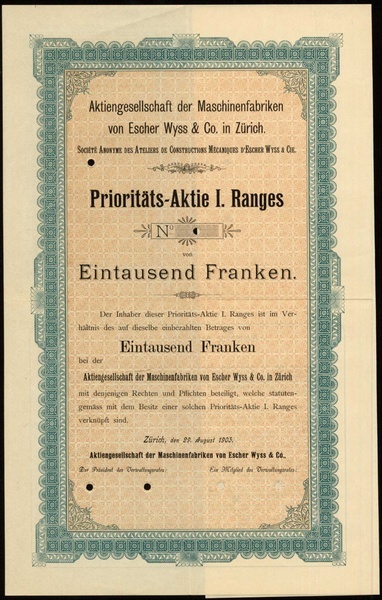 Aktiengesellschaft der Maschinenfabriken
von Escher Wyss & Co. in Zürich.
Société Anonyme des Ateliers de Constructions Mécaniques d'Escher Wyss & Cie.
Prioritäts-Aktie I. Ranges
No
von
Eintausend Franken.
Der Inhaber dieser Prioritäts-Aktie I. Ranges ist im Ver-
hältnis des auf dieselbe einbezahlten Betrages von
Eintausend Franken
bei der
Aktiengesellschaft der Maschinenfabriken von Escher Wyss & Co. in Zürich
mit denjenigen Rechten und Pflichten beteiligt, welche statuten-
gemäss mit dem Besitz einer solchen Prioritäts-Aktie I. Ranges
verknüpft sind.
Zürich, den 29. August 1903.
Aktiengesellschaft der Maschinenfabriken von Escher Wyss & Co.,
Der Präsident des Verwaltungsrates: Ein Mitglied des Verwaltungsrates: